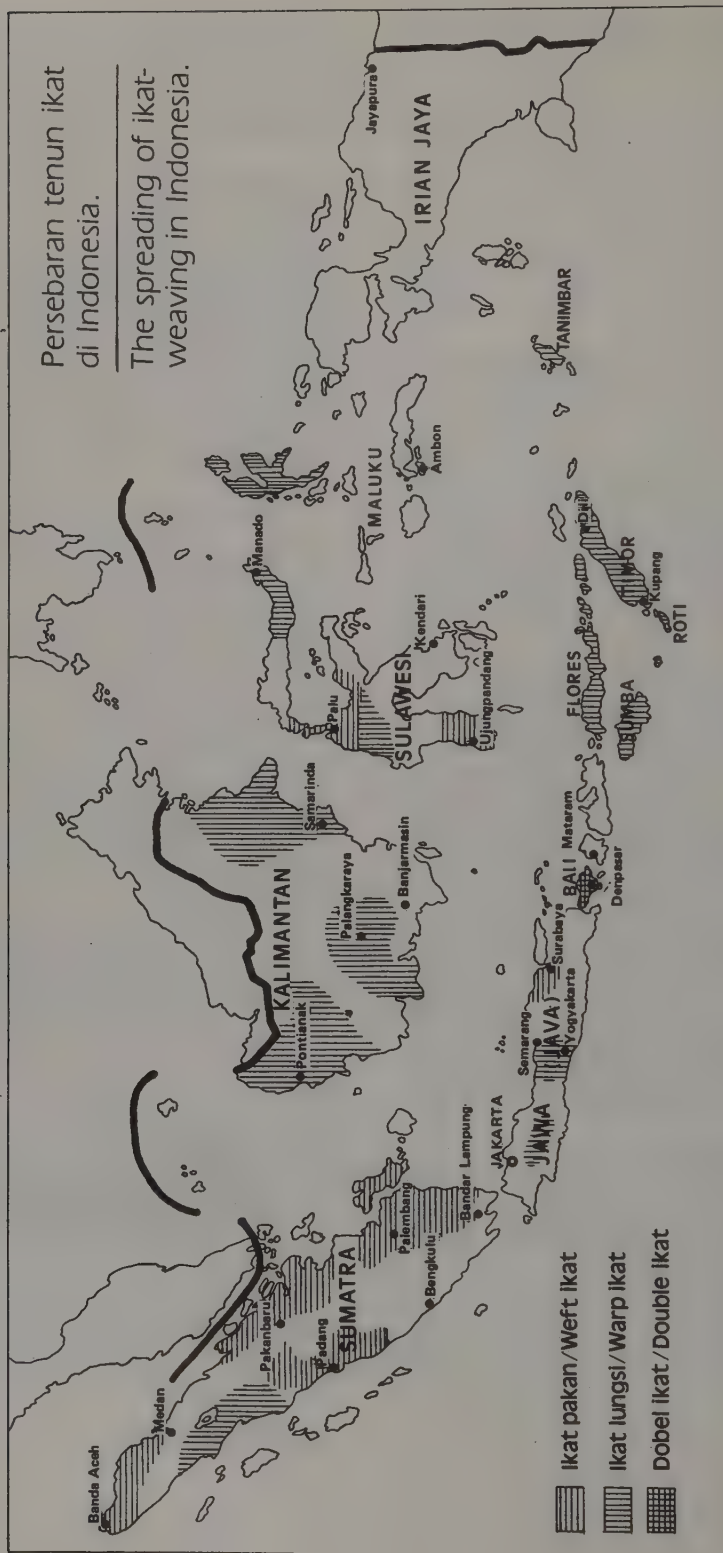 Persebaran tenun ikat
di Indonesia.
The spreading of ikat-
weaving in Indonesia.
Banda Aceh
Medan
Pakanbaru
Padang
SUMATRA
Palembang
Bengkulu
Bandar Lampung
JAKARTA
JAWA
(JAVA)
Semarang
Yogyakarta
Surabaya
BALI
Denpasar
Mataram
KALIMANTAN
Pontianak
Palangkaraya
Banjarmasin
Samarinda
SULAWESI
Palu
Manado
Kendari
Ujungpandang
FLORES
SUMBA
TIMOR
Dili
Kupang
ROTI
MALUKU
Ambon
TANIMBAR
IRIAN JAYA
Jayapura
Ikat pakan/Weft ikat
Ikat lungsi/Warp ikat
Dobel ikat/Double ikat